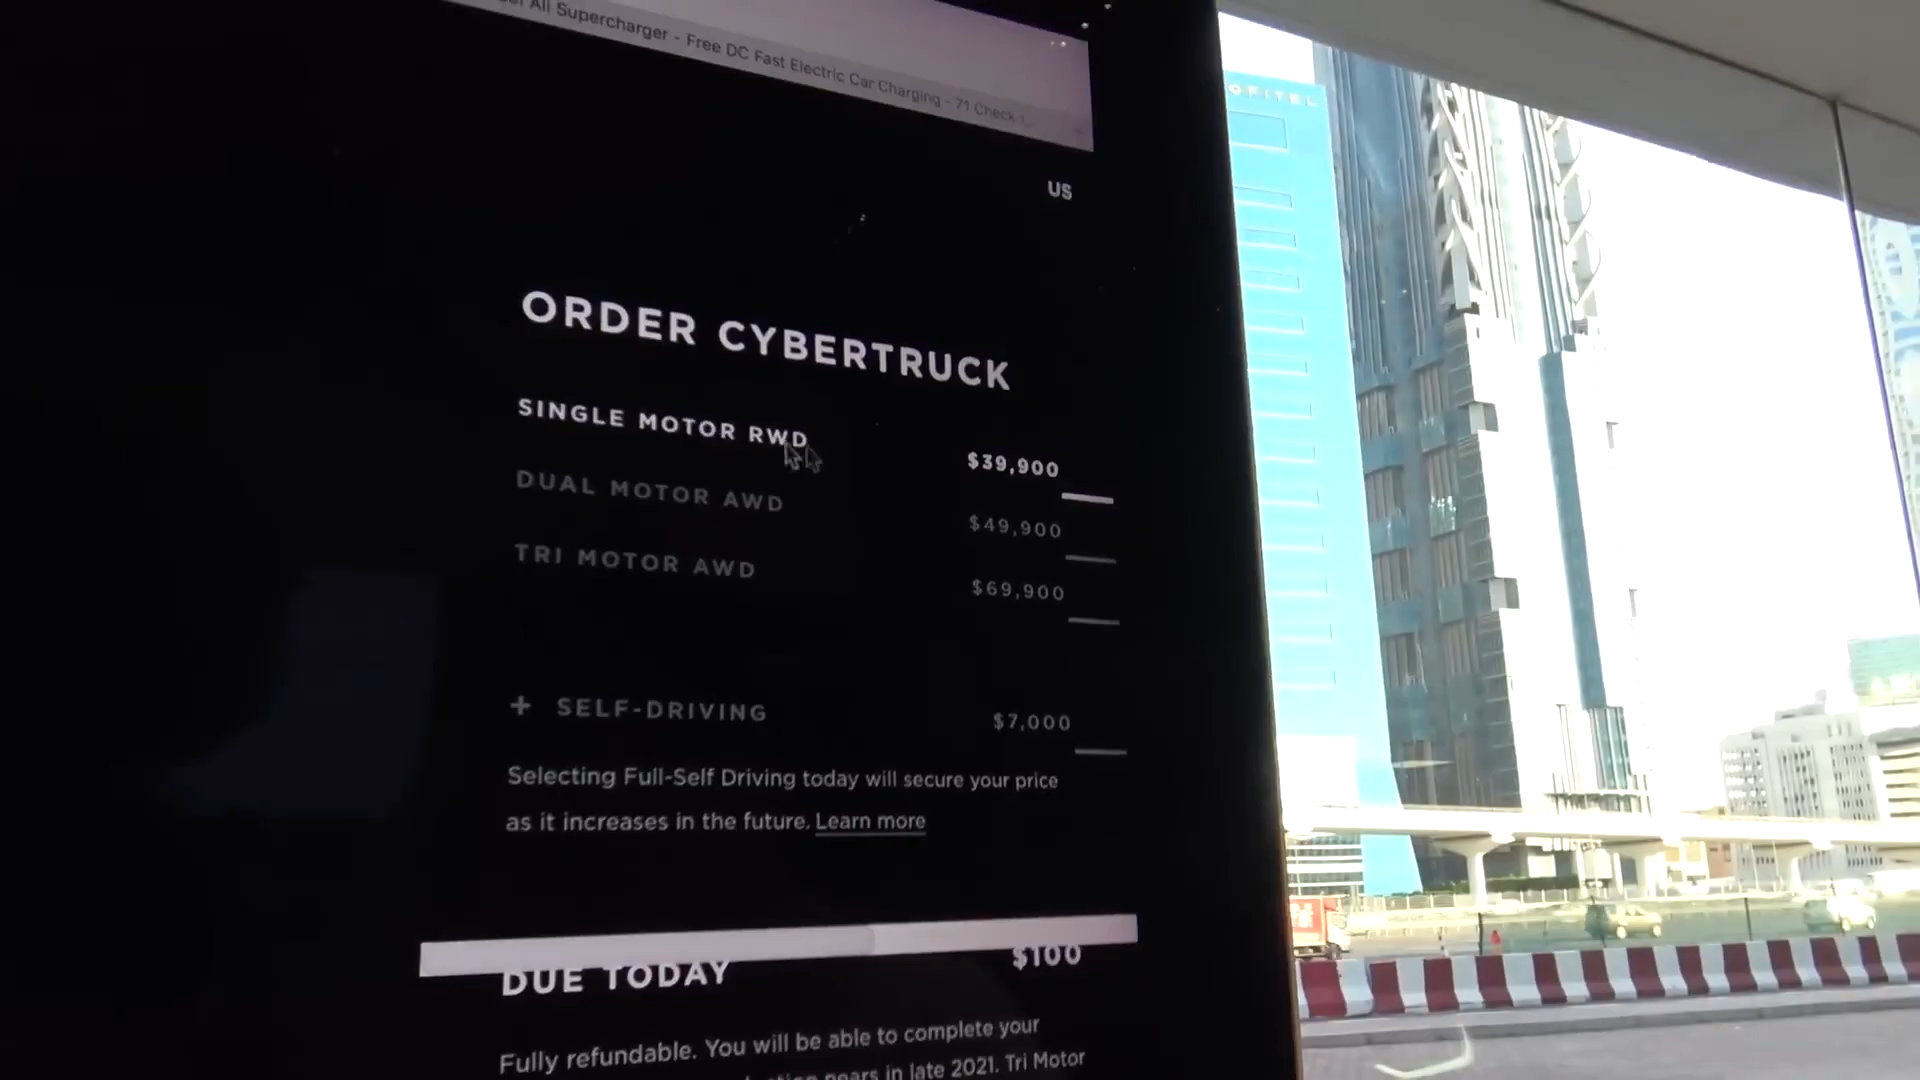 All Supercharger - Free DC Fast Electric Car Charging - 71 Check-i...
US
ORDER CYBERTRUCK
SINGLE MOTOR RWD $39,900
DUAL MOTOR AWD $49,900
TRI MOTOR AWD $69,900
+ SELF-DRIVING $7,000
Selecting Full-Self Driving today will secure your price
as it increases in the future. Learn more
DUE TODAY $100
Fully refundable. You will be able to complete your
nears in late 2021. Tri Motor
OFITEL